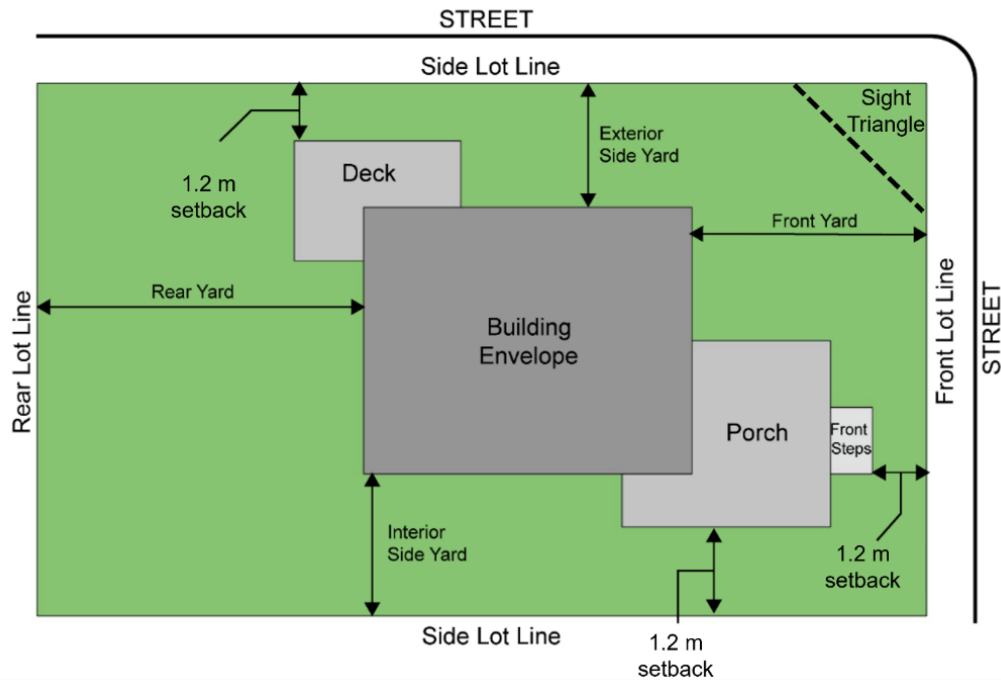 STREET
Side Lot Line
Sight
Triangle
Exterior
Side Yard
Deck
1.2 m
setback
Front Yard
Rear Yard
Building
Envelope
Rear Lot Line
Front Lot Line
STREET
Porch
Front
Steps
Interior
Side Yard
1.2 m
setback
Side Lot Line
1.2 m
setback